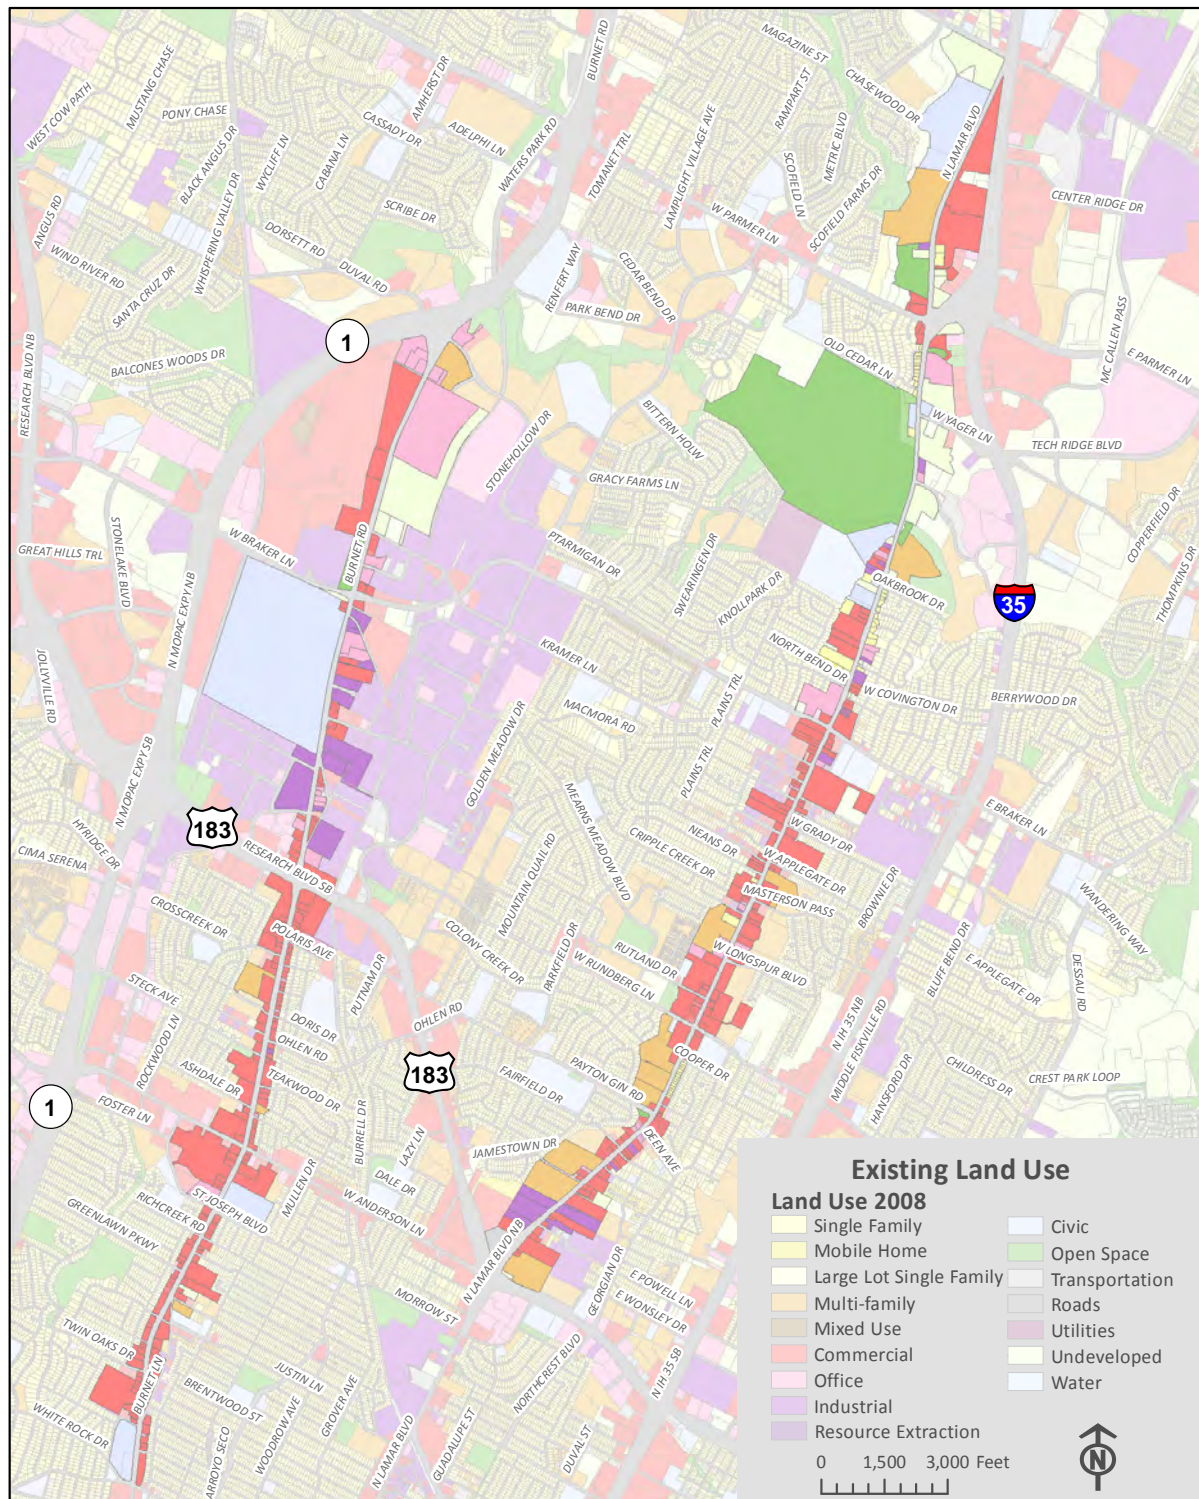 MAGAZINE ST
BURNET RD
MUSTANG CHASE
WEST COW PATH
PONY CHASE
AMHERST DR
CHASEWOOD DR
RAMPART ST
CASSADY DR
ADELPHI LN
METRIC BLVD
N LAMAR BLVD
BLACK ANGUS DR
WYCLIFF LN
CABANA LN
WATERS PARK RD
TOMANET TRL
LAMPLIGHT VILLAGE AVE
SCOFIELD LN
SCOFIELD FARMS DR
CENTER RIDGE DR
ANGUS RD
WHISPERING VALLEY DR
SCRIBE DR
W PARMER LN
DORSETT RD
WIND RIVER RD
DUVAL RD
RENFERT WAY
CEDAR BEND DR
SANTA CRUZ DR
PARK BEND DR
MC CALLEN PASS
1
BALCONES WOODS DR
OLD CEDAR LN
E PARMER LN
RESEARCH BLVD NB
BITTERN HOLW
W YAGER LN
STONEHOLLOW DR
TECH RIDGE BLVD
GRACY FARMS LN
COPPERFIELD DR
W BRAKER LN
BURNET RD
PTARMIGAN DR
GREAT HILLS TRL
STONELAKE BLVD
SWEARINGEN DR
KNOLLPARK DR
OAKBROOK DR
THOMPKINS DR
35
N MOPAC EXPY NB
KRAMER LN
NORTH BEND DR
JOLLYVILLE RD
W COVINGTON DR
BERRYWOOD DR
MACMORA RD
PLAINS TRL
GOLDEN MEADOW DR
PLAINS TRL
N MOPAC EXPY SB
MEARNS MEADOW BLVD
E BRAKER LN
183
HYRIDGE DR
W GRADY DR
CRIPPLE CREEK DR
NEANS DR
CIMA SERENA
RESEARCH BLVD SB
W APPLEGATE DR
MOUNTAIN QUAIL RD
MASTERSON PASS
BROWNIE DR
WANDERING WAY
CROSSCREEK DR
POLARIS AVE
COLONY CREEK DR
PARKFIELD DR
RUTLAND DR
W LONGSPUR BLVD
BLUFF BEND DR
W RUNDBERG LN
E APPLEGATE DR
DESSAU RD
STECK AVE
PUTNAM DR
ROCKWOOD LN
DORIS DR
OHLEN RD
OHLEN RD
N IH 35 NB
MIDDLE FISKVILLE RD
COOPER DR
183
ASHDALE DR
TEAKWOOD DR
FAIRFIELD DR
PAYTON GIN RD
HANSFORD DR
CHILDRESS DR
CREST PARK LOOP
1
FOSTER LN
BURRELL DR
LAZY LN
JAMESTOWN DR
DEEN AVE
MULLEN DR
DALE DR
ST JOSEPH BLVD
RICHCREEK RD
W ANDERSON LN
GREENLAWN PKWY
N LAMAR BLVD NB
GEORGIAN DR
E POWELL LN
MORROW ST
E WONSLEY DR
TWIN OAKS DR
BURNET LN
JUSTIN LN
BRENTWOOD ST
NORTHCREST BLVD
N IH 35 SB
WHITE ROCK DR
ARROYO SECO
WOODROW AVE
GROVER AVE
N LAMAR BLVD
GUADALUPE ST
DUVAL ST
Existing Land Use
Land Use 2008
Single Family
Mobile Home
Large Lot Single Family
Multi-family
Mixed Use
Commercial
Office
Industrial
Resource Extraction
Civic
Open Space
Transportation
Roads
Utilities
Undeveloped
Water
0 1,500 3,000 Feet
N